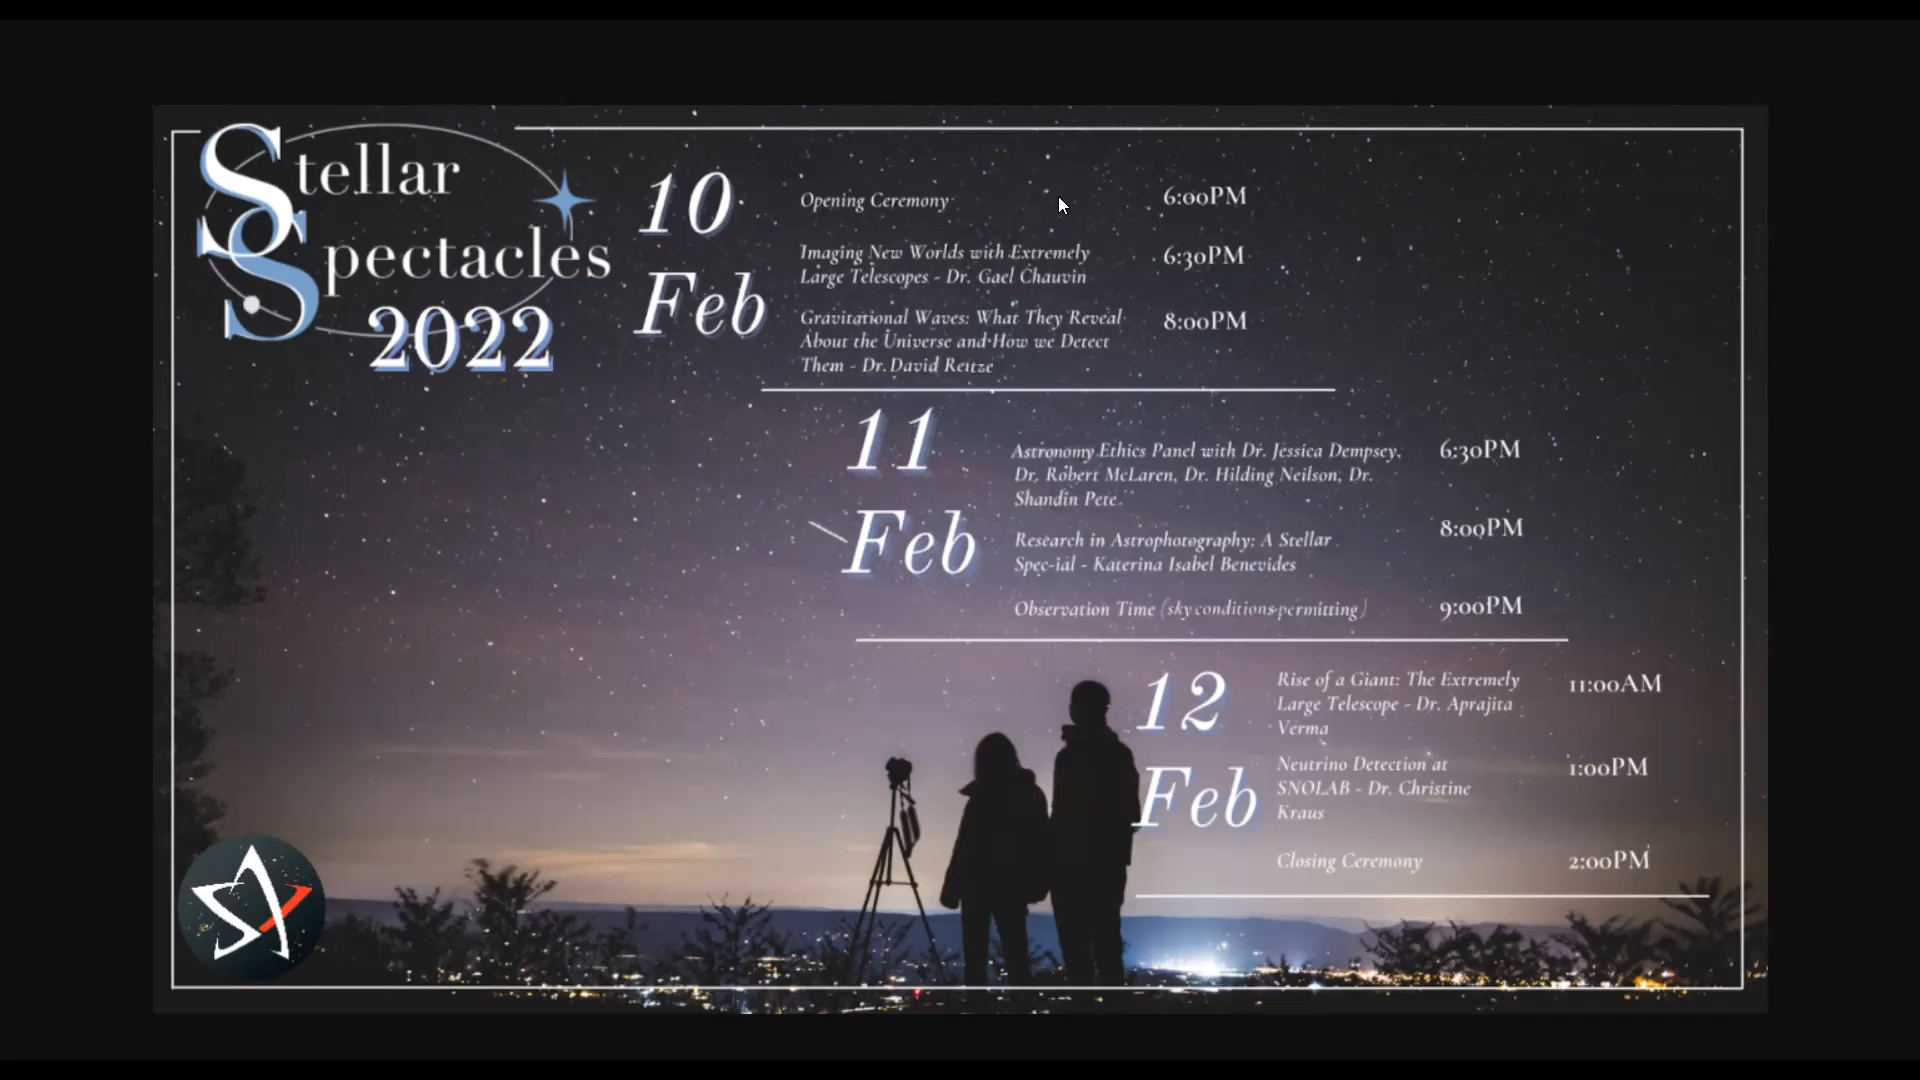 Stellar
Spectacles
2022
10
Feb
Opening Ceremony 6:00PM
Imaging New Worlds with Extremely 6:30PM
Large Telescopes - Dr. Gael Chauvin
Gravitational Waves: What They Reveal 8:00PM
About the Universe and How we Detect
Them - Dr. David Reitze
11
Feb
Astronomy Ethics Panel with Dr. Jessica Dempsey, 6:30PM
Dr. Robert McLaren, Dr. Hilding Neilson, Dr.
Shandin Pete
Research in Astrophotography: A Stellar 8:00PM
Spec-ial - Katerina Isabel Benevides
Observation Time (sky conditions permitting) 9:00PM
12
Feb
Rise of a Giant: The Extremely 11:00AM
Large Telescope - Dr. Aprajita
Verma
Neutrino Detection at 1:00PM
SNOLAB - Dr. Christine
Kraus
Closing Ceremony 2:00PM